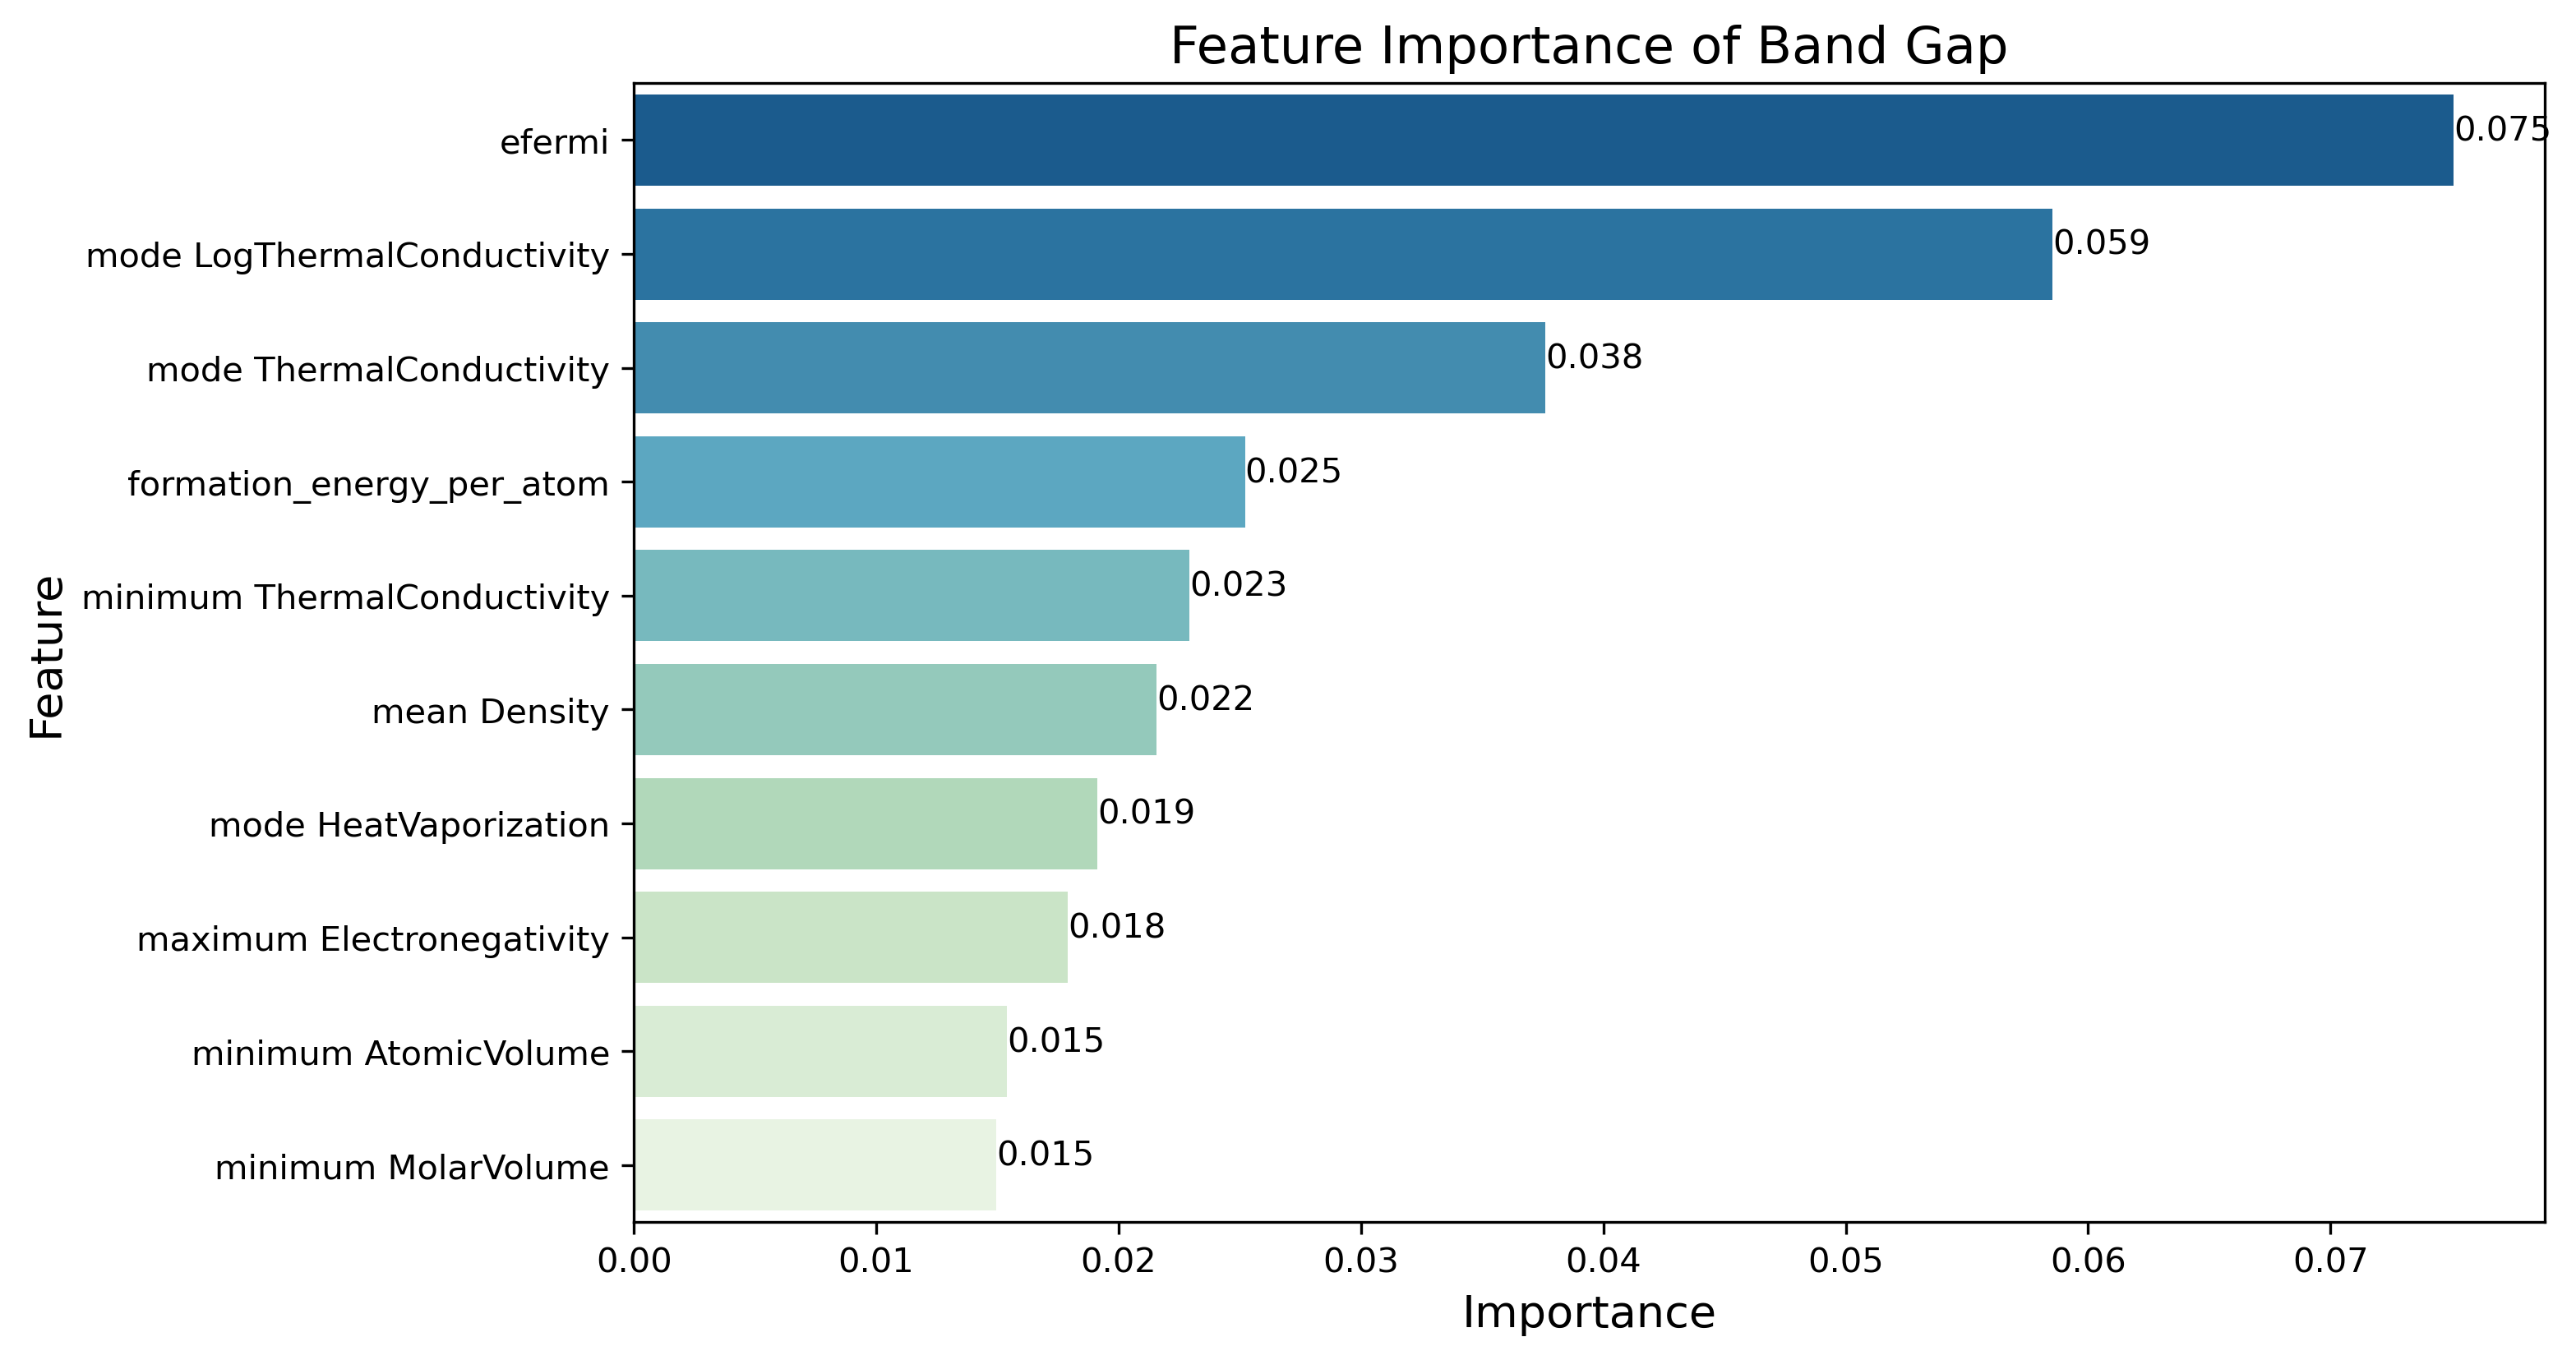 Feature Importance of Band Gap
Feature
efermi 0.075
mode LogThermalConductivity 0.059
mode ThermalConductivity 0.038
formation_energy_per_atom 0.025
minimum ThermalConductivity 0.023
mean Density 0.022
mode HeatVaporization 0.019
maximum Electronegativity 0.018
minimum AtomicVolume 0.015
minimum MolarVolume 0.015
0.00 0.01 0.02 0.03 0.04 0.05 0.06 0.07
Importance